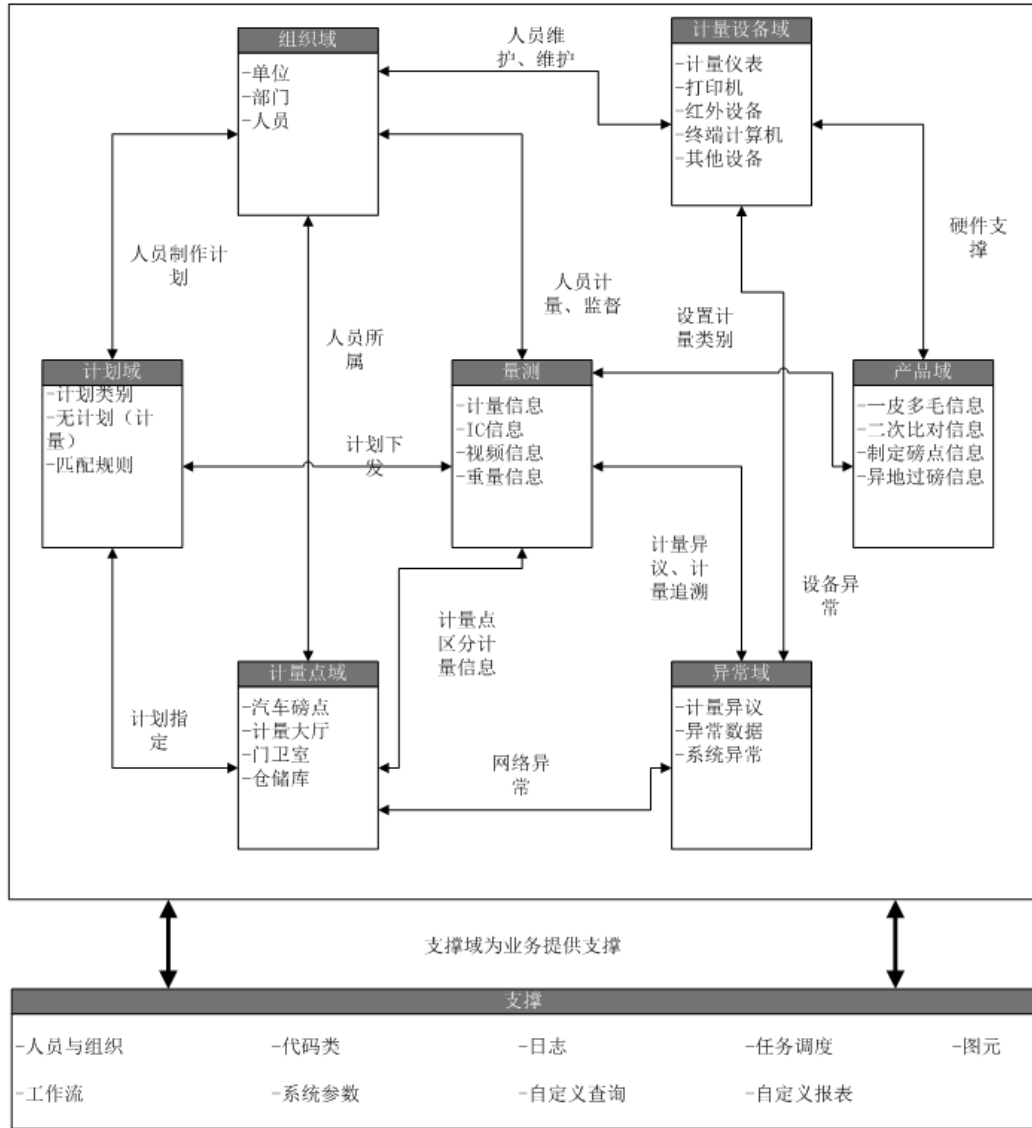 组织域
-单位
-部门
-人员
人员维
护、维护
计量设备域
-计量仪表
-打印机
-红外设备
-终端计算机
-其他设备
人员制作计
划
人员所
属
人员计
量、监督
设置计
量类别
硬件支
撑
计划域
-计划类别
-无计划（计
量）
-匹配规则
计划下
发
量测
-计量信息
-IC信息
-视频信息
-重量信息
产品域
-一皮多毛信息
-二次比对信息
-制定磅点信息
-异地过磅信息
计量异
议、计
量追溯
设备异
常
计量点
区分计
量信息
计划指
定
计量点域
-汽车磅点
-计量大厅
-门卫室
-仓储库
网络异
常
异常域
-计量异议
-异常数据
-系统异常
支撑域为业务提供支撑
支撑
-人员与组织 -代码类 -日志 -任务调度 -图元
-工作流 -系统参数 -自定义查询 -自定义报表